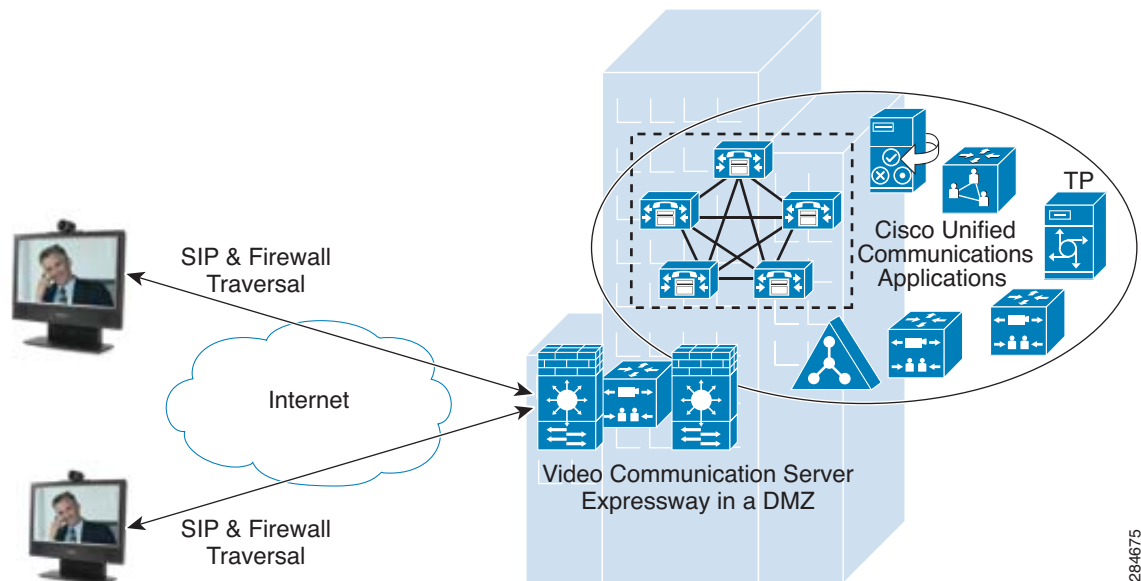 TP
Cisco Unified
Communications
Applications
SIP & Firewall
Traversal
Internet
Video Communication Server
Expressway in a DMZ
SIP & Firewall
Traversal
284675